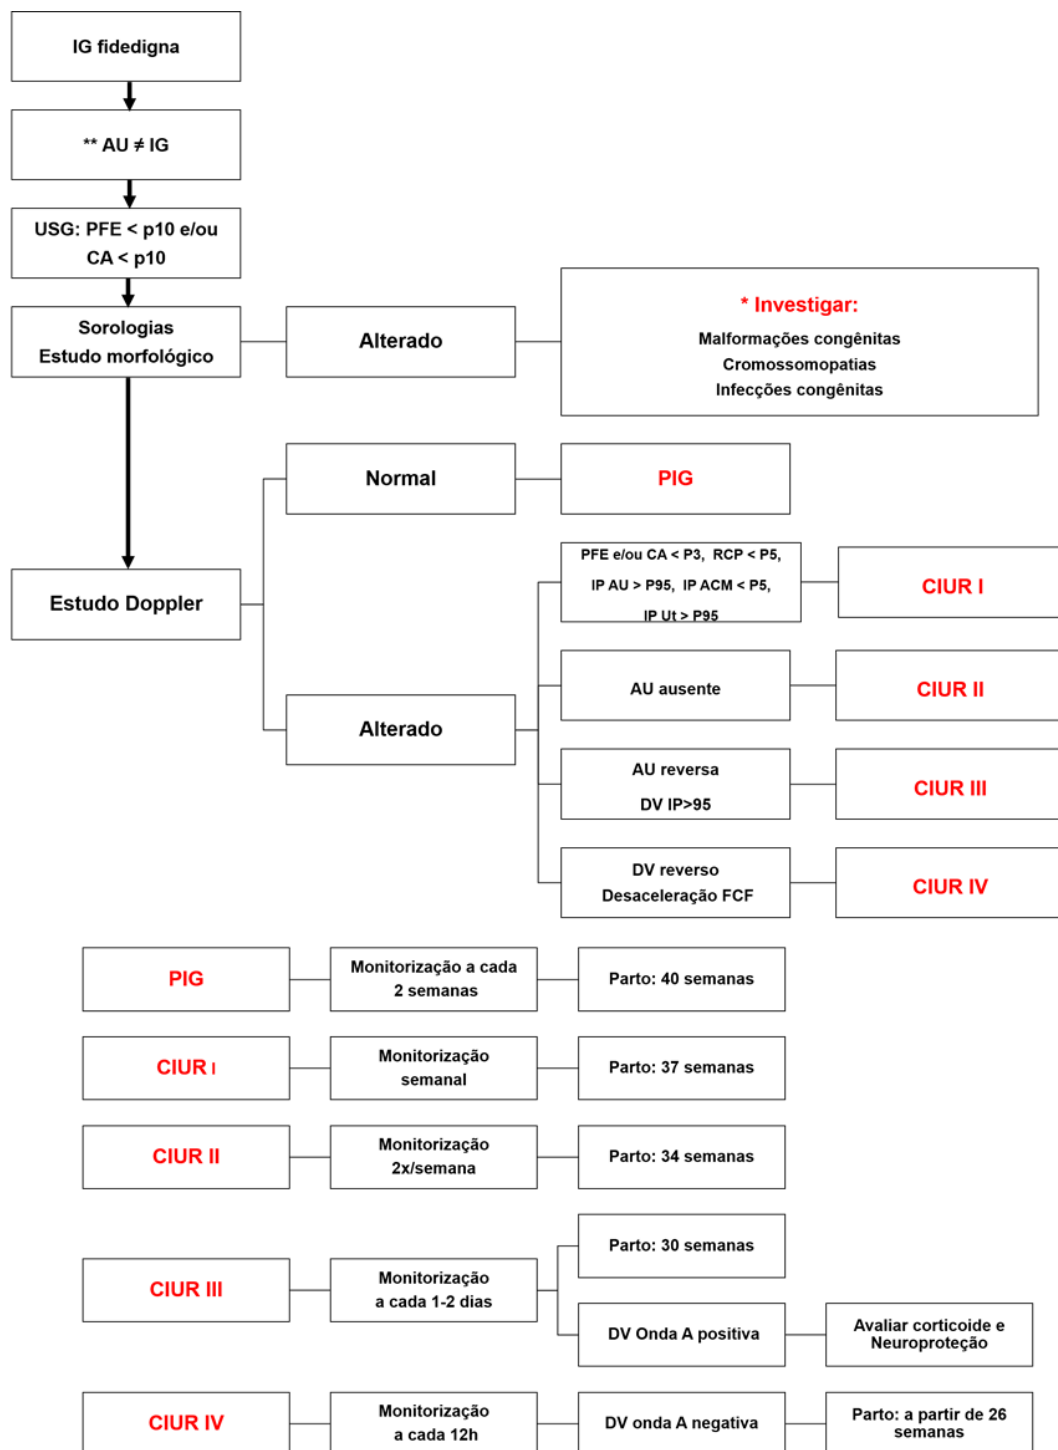 IG fidedigna
** AU ≠ IG
USG: PFE < p10 e/ou
CA < p10
Sorologias
Estudo morfológico
Alterado
* Investigar:
Malformações congênitas
Cromossomopatias
Infecções congênitas
Estudo Doppler
Normal
PIG
Alterado
PFE e/ou CA < P3, RCP < P5,
IP AU > P95, IP ACM < P5,
IP Ut > P95
CIUR I
AU ausente
CIUR II
AU reversa
DV IP>95
CIUR III
DV reverso
Desaceleração FCF
CIUR IV
PIG
Monitorização a cada
2 semanas
Parto: 40 semanas
CIUR I
Monitorização
semanal
Parto: 37 semanas
CIUR II
Monitorização
2x/semana
Parto: 34 semanas
CIUR III
Monitorização
a cada 1-2 dias
Parto: 30 semanas
DV Onda A positiva
Avaliar corticoide e
Neuroproteção
CIUR IV
Monitorização
a cada 12h
DV onda A negativa
Parto: a partir de 26
semanas